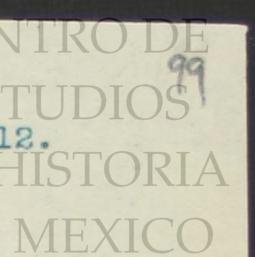 NTRO DE
99
TUDIOS
12.
HISTORIA
MEXICO